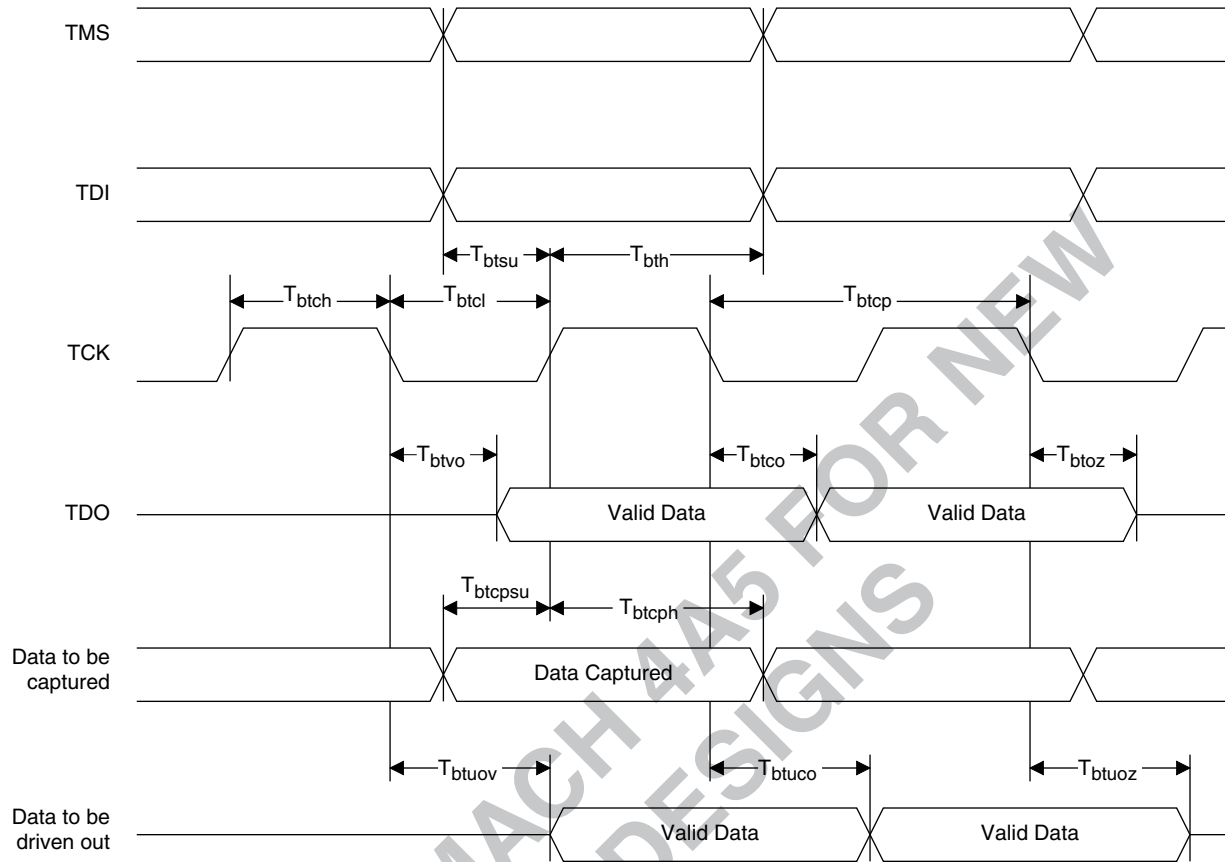 TMS
TDI
Tbtsu
Tbth
Tbtch
Tbtcl
Tbtcp
TCK
Tbtvo
Tbtco
Tbtoz
TDO
Valid Data
Valid Data
Tbtcpsu
Tbtcph
Data to be
captured
Data Captured
Tbtuov
Tbtuco
Tbtuoz
Data to be
driven out
Valid Data
Valid Data
MACH 4A5 FOR NEW
DESIGNS